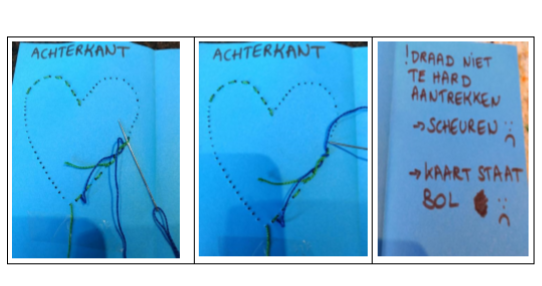 ACHTERKANT
ACHTERKANT
! DRAAD NIET
TE HARD
AANTREKKEN
→ SCHEUREN :(
→ KAART STAAT
BOL :(